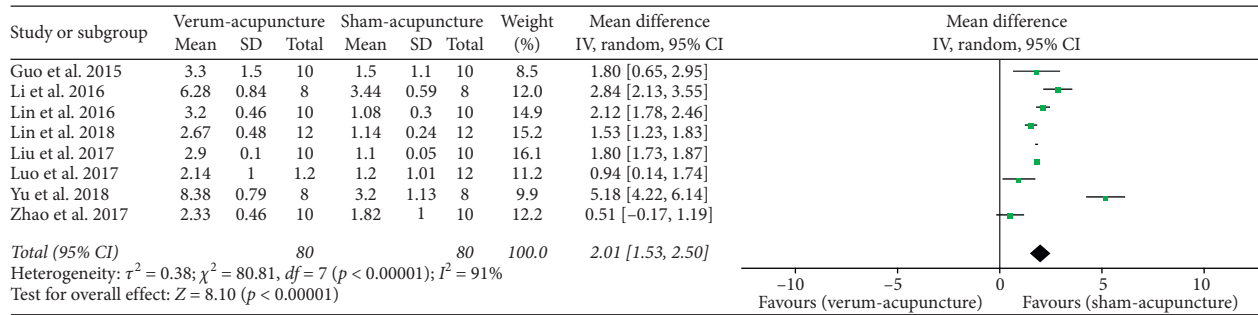 Study or subgroup Verum-acupuncture Sham-acupuncture Weight (%) Mean difference IV, random, 95% CI Mean difference IV, random, 95% CI
Mean SD Total Mean SD Total
Guo et al. 2015 3.3 1.5 10 1.5 1.1 10 8.5 1.80 [0.65, 2.95]
Li et al. 2016 6.28 0.84 8 3.44 0.59 8 12.0 2.84 [2.13, 3.55]
Lin et al. 2016 3.2 0.46 10 1.08 0.3 10 14.9 2.12 [1.78, 2.46]
Lin et al. 2018 2.67 0.48 12 1.14 0.24 12 15.2 1.53 [1.23, 1.83]
Liu et al. 2017 2.9 0.1 10 1.1 0.05 10 16.1 1.80 [1.73, 1.87]
Luo et al. 2017 2.14 1 1.2 1.2 1.01 12 11.2 0.94 [0.14, 1.74]
Yu et al. 2018 8.38 0.79 8 3.2 1.13 8 9.9 5.18 [4.22, 6.14]
Zhao et al. 2017 2.33 0.46 10 1.82 1 10 12.2 0.51 [–0.17, 1.19]
Total (95% CI) 80 80 100.0 2.01 [1.53, 2.50]
Heterogeneity: τ² = 0.38; χ² = 80.81, df = 7 (p < 0.00001); I² = 91%
Test for overall effect: Z = 8.10 (p < 0.00001)
–10 –5 0 5 10
Favours (verum-acupuncture) Favours (sham-acupuncture)